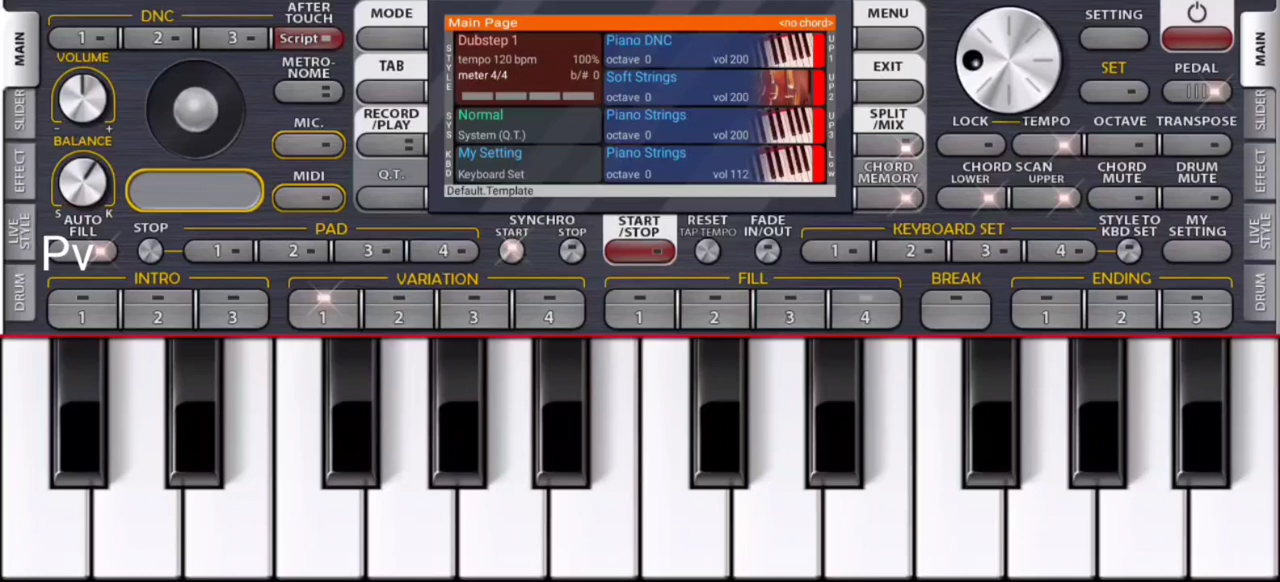 MAIN
SLIDER
EFFECT
LIVE STYLE
DRUM
DNC
1 2 3
AFTER TOUCH
Script
VOLUME
- +
METRO-
NOME
MIC.
MIDI
BALANCE
S K
MODE
TAB
RECORD
/PLAY
Q.T.
Main Page <no chord>
STYLE
Dubstep 1
tempo 120 bpm 100%
meter 4/4 b/# 0
SYS
Normal
System (Q.T.)
KBD
My Setting
Keyboard Set
Piano DNC
octave 0 vol 200
UP1
Soft Strings
octave 0 vol 200
UP2
Piano Strings
octave 0 vol 200
UP3
Piano Strings
octave 0 vol 112
Low
Default.Template
MENU
EXIT
SPLIT
/MIX
CHORD
MEMORY
SETTING
SET
PEDAL
LOCK TEMPO
OCTAVE TRANSPOSE
CHORD SCAN
LOWER UPPER
CHORD
MUTE
DRUM
MUTE
MAIN
SLIDER
EFFECT
LIVE STYLE
DRUM
AUTO
FILL
Pv
STOP
PAD
1 2 3 4
SYNCHRO
START STOP
START
/STOP
RESET
TAP TEMPO
FADE
IN/OUT
KEYBOARD SET
1 2 3 4
STYLE TO
KBD SET
MY
SETTING
INTRO
1 2 3
VARIATION
1 2 3 4
FILL
1 2 3 4
BREAK
ENDING
1 2 3